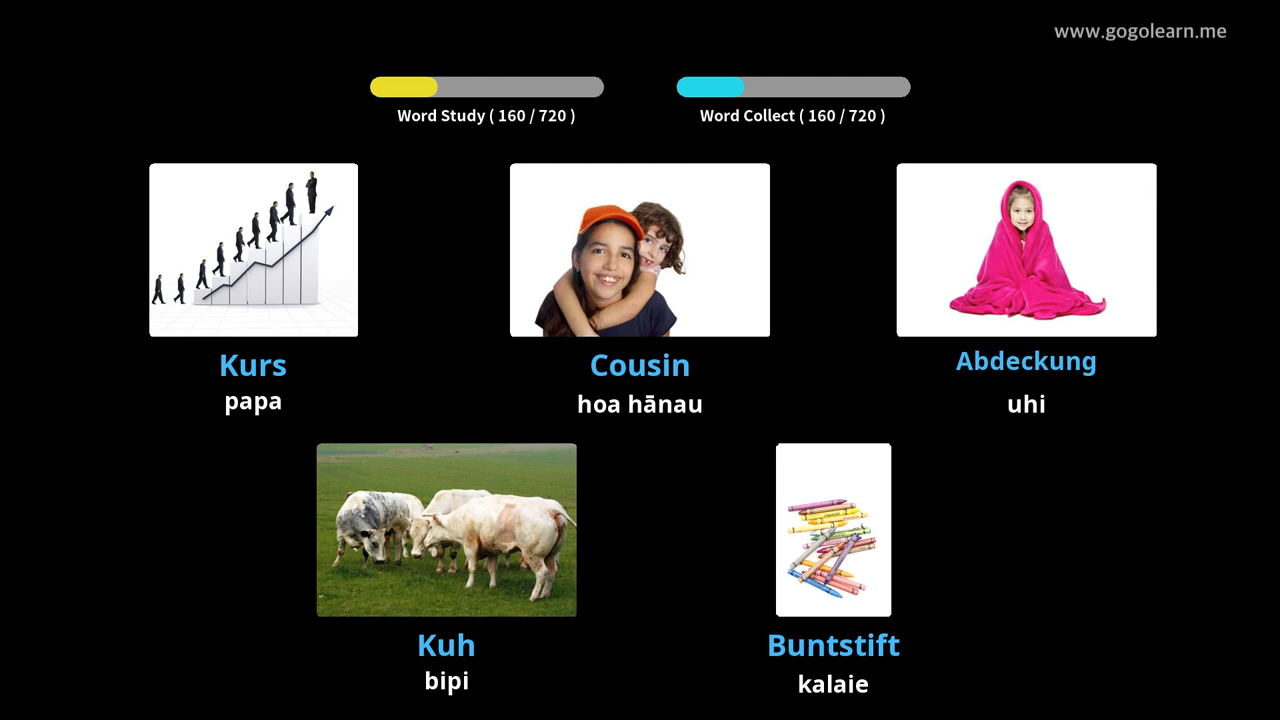 www.gogolearn.me
Word Study ( 160 / 720 )
Word Collect ( 160 / 720 )
Kurs
papa
Cousin
hoa hānau
Abdeckung
uhi
Kuh
bipi
Buntstift
kalaie